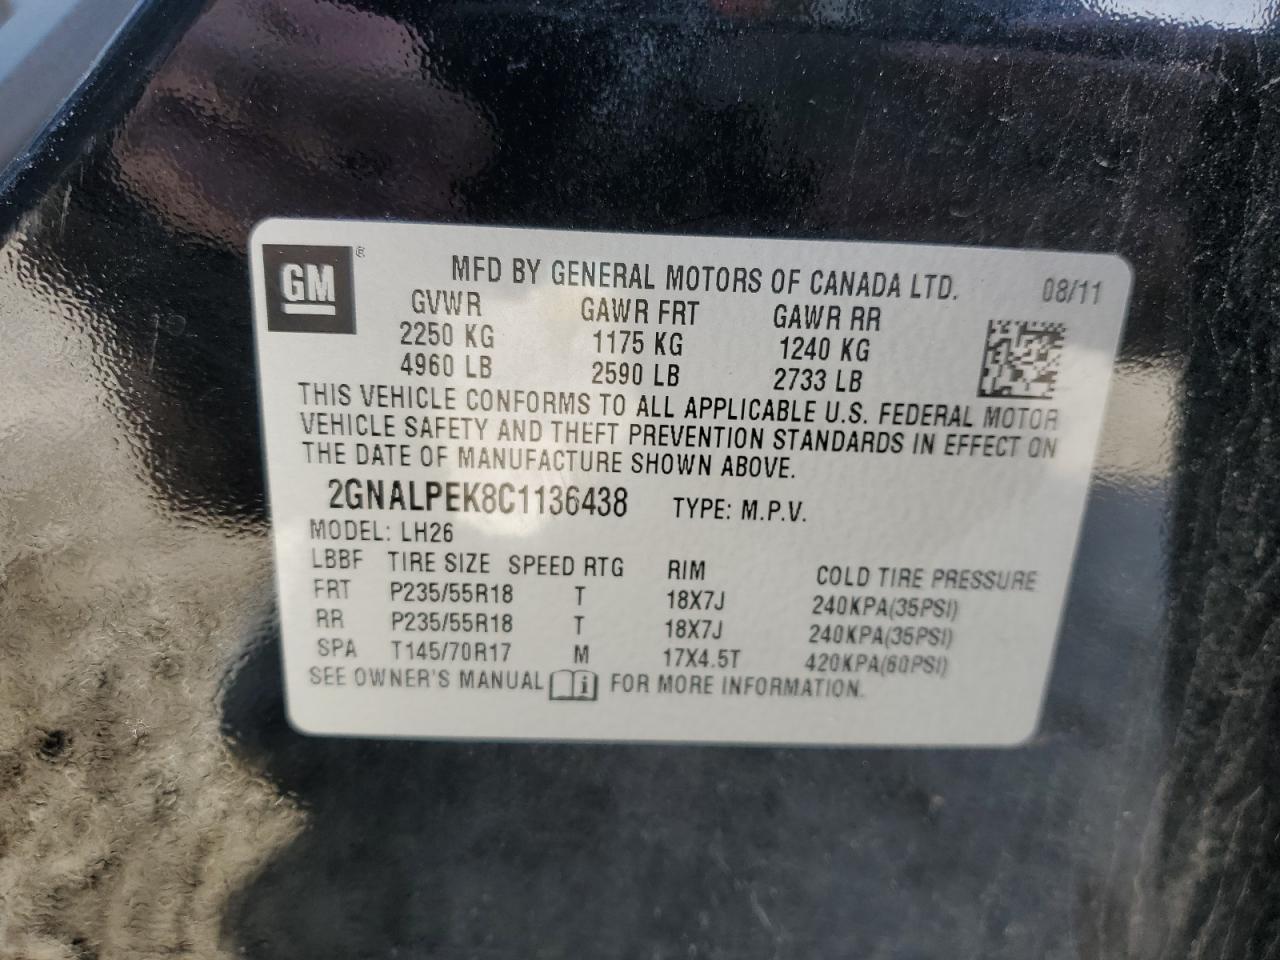 GM ®
MFD BY GENERAL MOTORS OF CANADA LTD. 08/11
GVWR GAWR FRT GAWR RR
2250 KG 1175 KG 1240 KG
4960 LB 2590 LB 2733 LB
THIS VEHICLE CONFORMS TO ALL APPLICABLE U.S. FEDERAL MOTOR
VEHICLE SAFETY AND THEFT PREVENTION STANDARDS IN EFFECT ON
THE DATE OF MANUFACTURE SHOWN ABOVE.
2GNALPEK8C1136438 TYPE: M.P.V.
MODEL: LH26
LBBF TIRE SIZE SPEED RTG RIM COLD TIRE PRESSURE
FRT P235/55R18 T 18X7J 240KPA(35PSI)
RR P235/55R18 T 18X7J 240KPA(35PSI)
SPA T145/70R17 M 17X4.5T 420KPA(60PSI)
SEE OWNER'S MANUAL i FOR MORE INFORMATION.